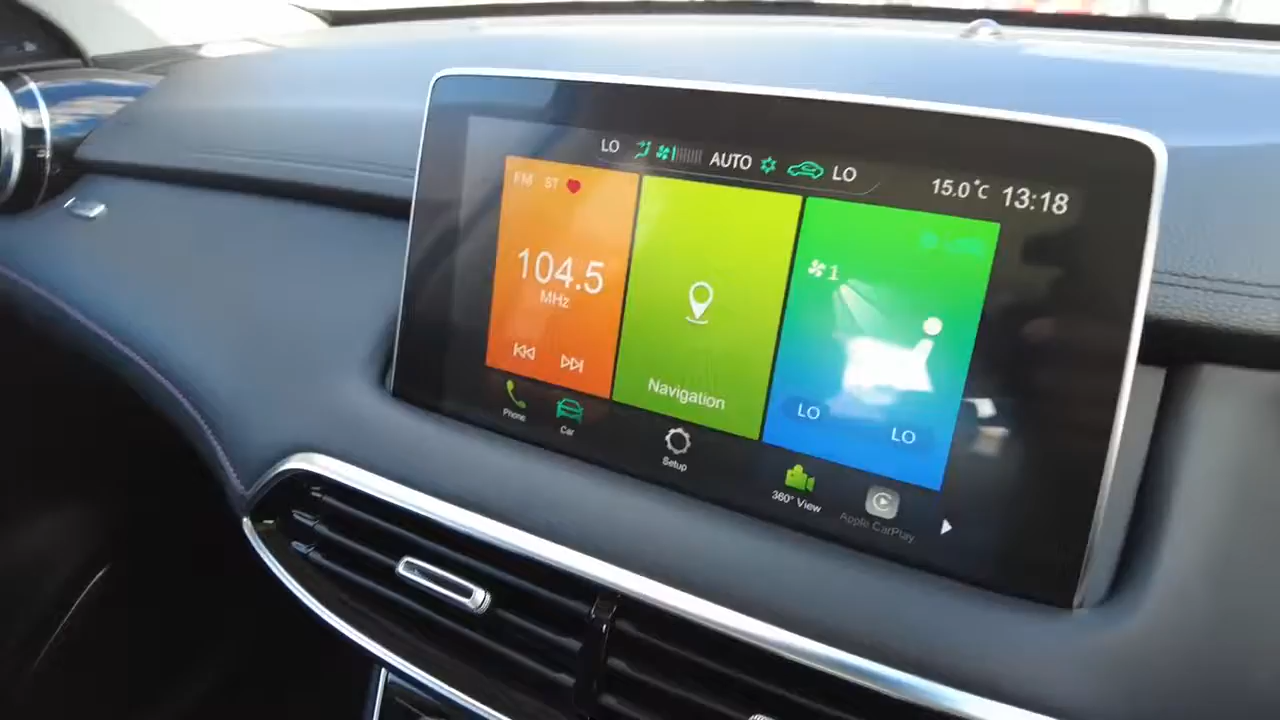 LO AUTO LO
15.0°C 13:18
FM ST
104.5
MHz
Navigation
1
LO LO
Phone
Car
Setup
360° View
Apple CarPlay